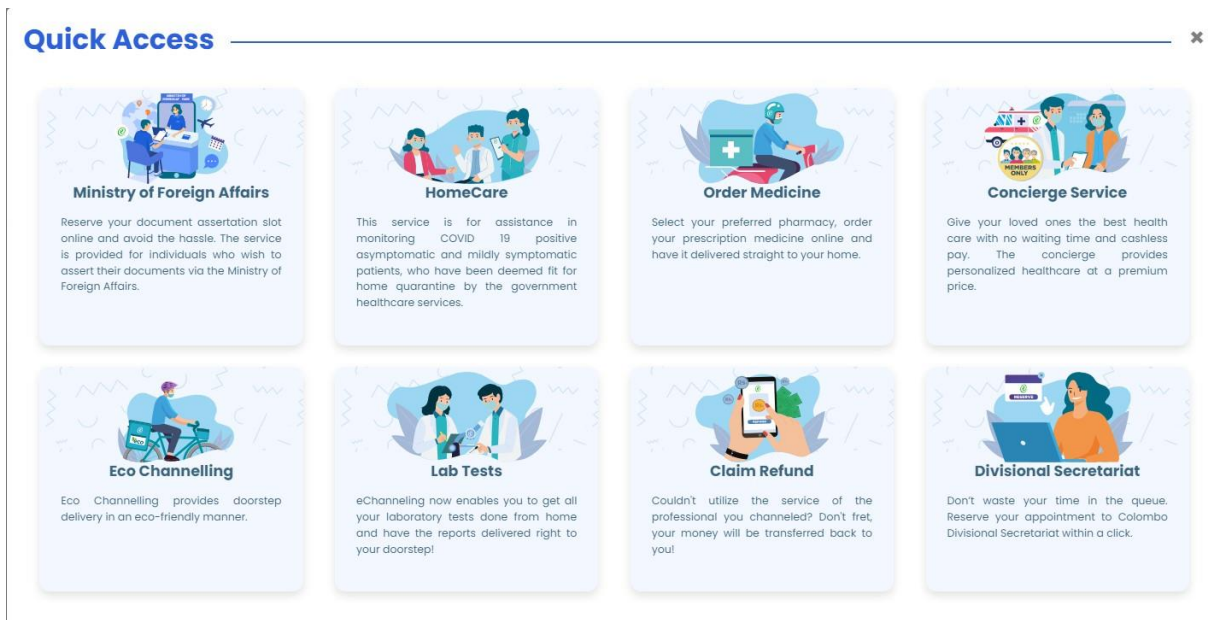 Quick Access
MINISTRY OF
FOREIGN AFFAIRS
Ministry of Foreign Affairs
Reserve your document assertation slot
online and avoid the hassle. The service
is provided for individuals who wish to
assert their documents via the Ministry of
Foreign Affairs.
HomeCare
This service is for assistance in
monitoring COVID 19 positive
asymptomatic and mildly symptomatic
patients, who have been deemed fit for
home quarantine by the government
healthcare services.
Order Medicine
Select your preferred pharmacy, order
your prescription medicine online and
have it delivered straight to your home.
MEMBERS
ONLY
Concierge Service
Give your loved ones the best health
care with no waiting time and cashless
pay. The concierge provides
personalized healthcare at a premium
price.
eco
Eco Channelling
Eco Channelling provides doorstep
delivery in an eco-friendly manner.
Lab Tests
eChanneling now enables you to get all
your laboratory tests done from home
and have the reports delivered right to
your doorstep!
Claim Refund
Couldn't utilize the service of the
professional you channeled? Don't fret,
your money will be transferred back to
you!
RESERVE
Divisional Secretariat
Don't waste your time in the queue.
Reserve your appointment to Colombo
Divisional Secretariat within a click.